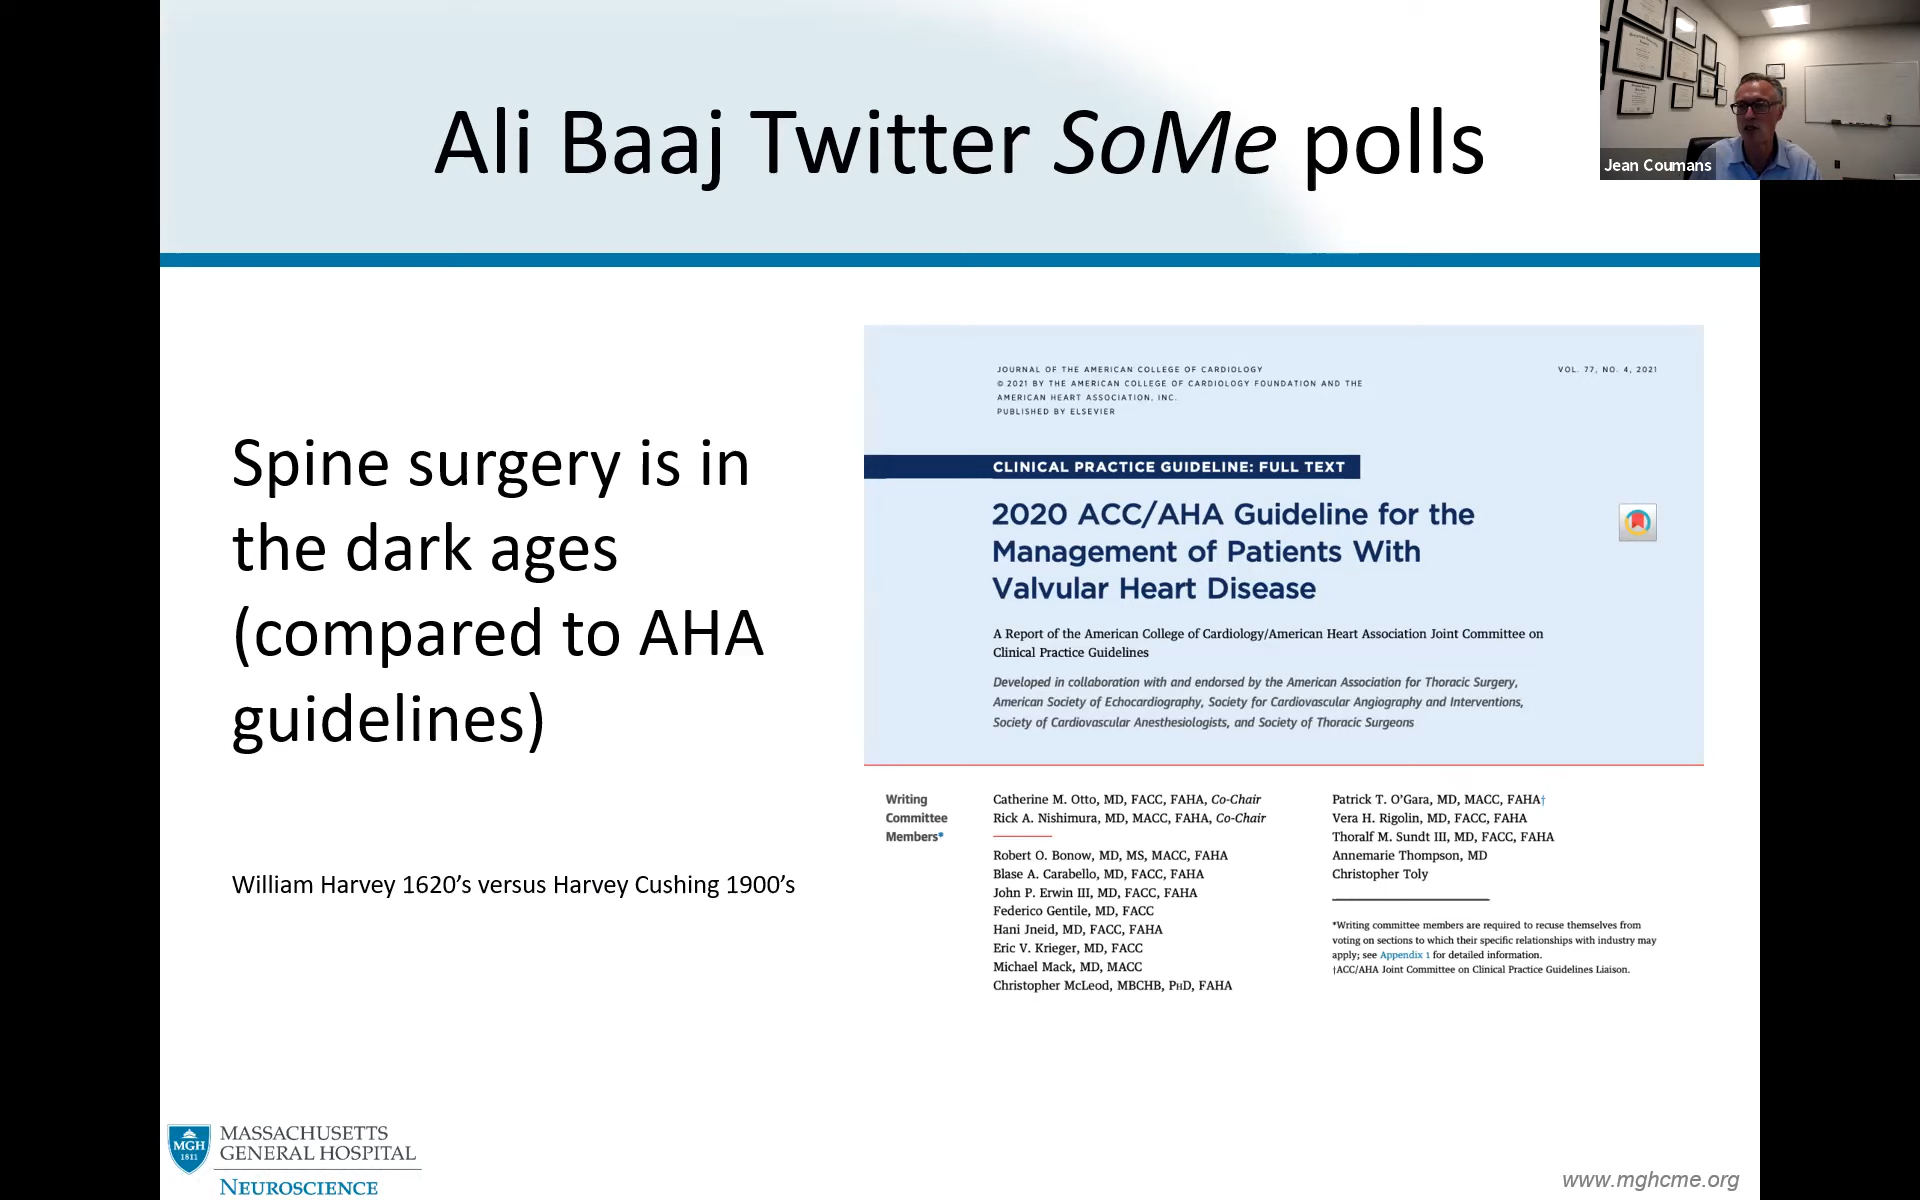 Ali Baaj Twitter SoMe polls
Jean Coumans
Spine surgery is in
the dark ages
(compared to AHA
guidelines)
William Harvey 1620’s versus Harvey Cushing 1900’s
JOURNAL OF THE AMERICAN COLLEGE OF CARDIOLOGY
VOL. 77, NO. 4, 2021
© 2021 BY THE AMERICAN COLLEGE OF CARDIOLOGY FOUNDATION AND THE
AMERICAN HEART ASSOCIATION, INC.
PUBLISHED BY ELSEVIER
CLINICAL PRACTICE GUIDELINE: FULL TEXT
2020 ACC/AHA Guideline for the
Management of Patients With
Valvular Heart Disease
A Report of the American College of Cardiology/American Heart Association Joint Committee on
Clinical Practice Guidelines
Developed in collaboration with and endorsed by the American Association for Thoracic Surgery,
American Society of Echocardiography, Society for Cardiovascular Angiography and Interventions,
Society of Cardiovascular Anesthesiologists, and Society of Thoracic Surgeons
Writing
Committee
Members*
Catherine M. Otto, MD, FACC, FAHA, Co-Chair
Rick A. Nishimura, MD, MACC, FAHA, Co-Chair
Robert O. Bonow, MD, MS, MACC, FAHA
Blase A. Carabello, MD, FACC, FAHA
John P. Erwin III, MD, FACC, FAHA
Federico Gentile, MD, FACC
Hani Jneid, MD, FACC, FAHA
Eric V. Krieger, MD, FACC
Michael Mack, MD, MACC
Christopher McLeod, MBCHB, PHD, FAHA
Patrick T. O’Gara, MD, MACC, FAHA†
Vera H. Rigolin, MD, FACC, FAHA
Thoralf M. Sundt III, MD, FACC, FAHA
Annemarie Thompson, MD
Christopher Toly
*Writing committee members are required to recuse themselves from
voting on sections to which their specific relationships with industry may
apply; see Appendix 1 for detailed information.
†ACC/AHA Joint Committee on Clinical Practice Guidelines Liaison.
MGH
1811
MASSACHUSETTS
GENERAL HOSPITAL
NEUROSCIENCE
www.mghcme.org